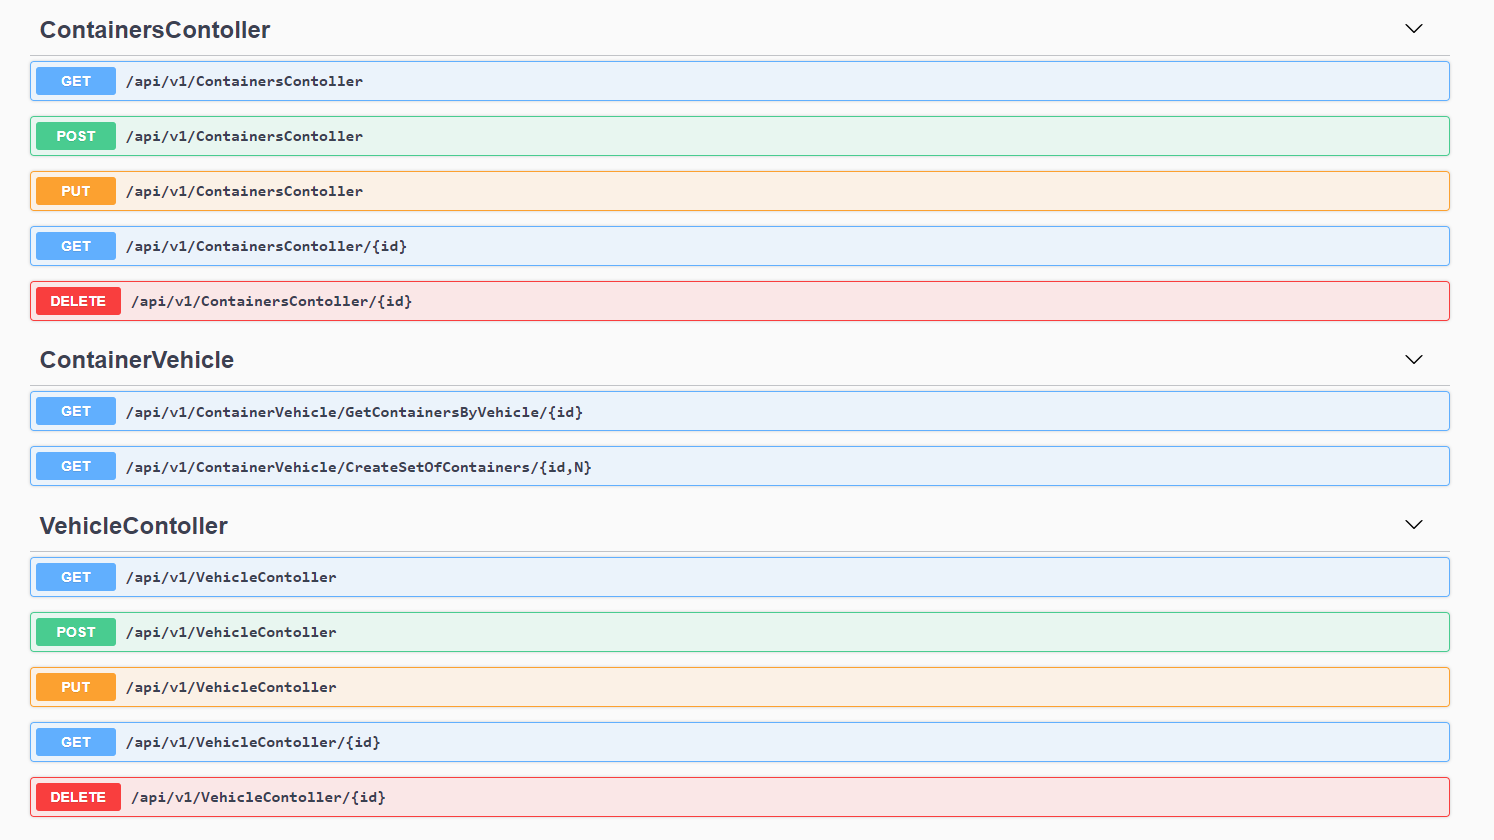 ContainersContoller
GET /api/v1/ContainersContoller
POST /api/v1/ContainersContoller
PUT /api/v1/ContainersContoller
GET /api/v1/ContainersContoller/{id}
DELETE /api/v1/ContainersContoller/{id}
ContainerVehicle
GET /api/v1/ContainerVehicle/GetContainersByVehicle/{id}
GET /api/v1/ContainerVehicle/CreateSetOfContainers/{id,N}
VehicleContoller
GET /api/v1/VehicleContoller
POST /api/v1/VehicleContoller
PUT /api/v1/VehicleContoller
GET /api/v1/VehicleContoller/{id}
DELETE /api/v1/VehicleContoller/{id}